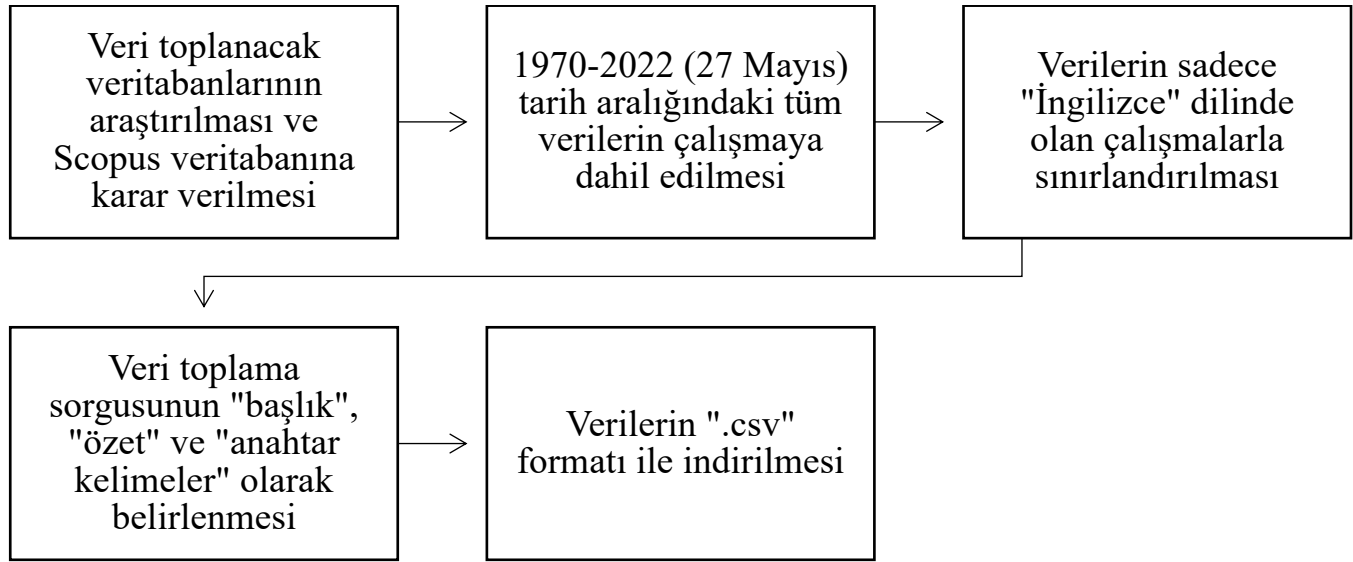 Veri toplanacak
veritabanlarının
araştırılması ve
Scopus veritabanına
karar verilmesi
1970-2022 (27 Mayıs)
tarih aralığındaki tüm
verilerin çalışmaya
dahil edilmesi
Verilerin sadece
"İngilizce" dilinde
olan çalışmalarla
sınırlandırılması
Veri toplama
sorgusunun "başlık",
"özet" ve "anahtar
kelimeler" olarak
belirlenmesi
Verilerin ".csv"
formatı ile indirilmesi